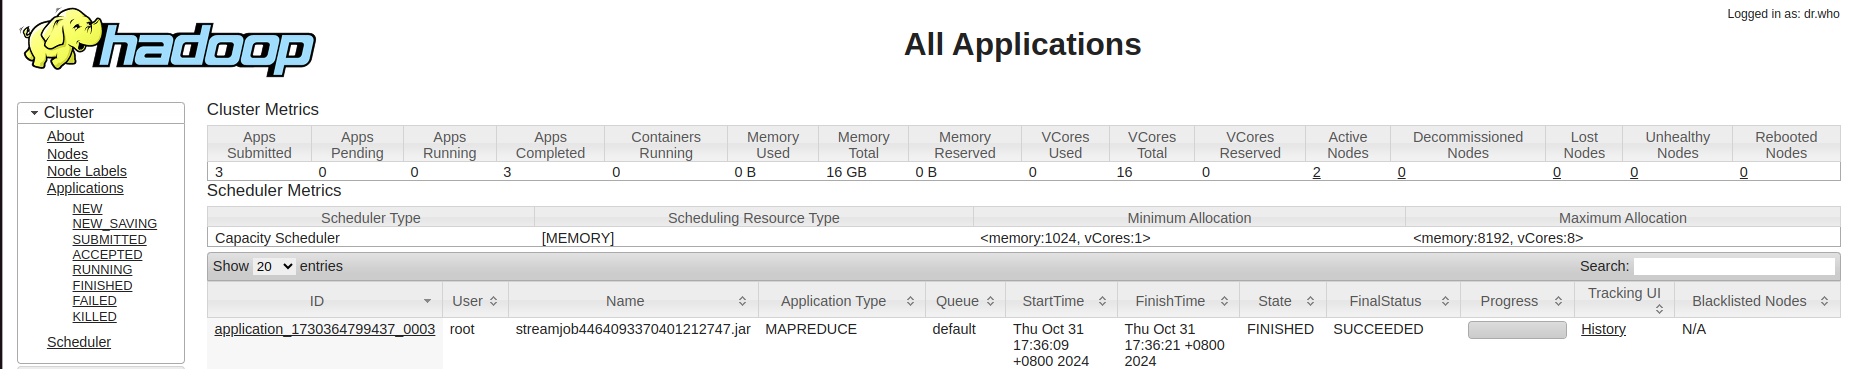 Logged in as: dr.who
hadoop
All Applications
Cluster
About
Nodes
Node Labels
Applications
NEW
NEW_SAVING
SUBMITTED
ACCEPTED
RUNNING
FINISHED
FAILED
KILLED
Scheduler
Cluster Metrics
Apps Submitted Apps Pending Apps Running Apps Completed Containers Running Memory Used Memory Total Memory Reserved VCores Used VCores Total VCores Reserved Active Nodes Decommissioned Nodes Lost Nodes Unhealthy Nodes Rebooted Nodes
3 0 0 3 0 0 B 16 GB 0 B 0 16 0 2 0 0 0 0
Scheduler Metrics
Scheduler Type Scheduling Resource Type Minimum Allocation Maximum Allocation
Capacity Scheduler [MEMORY] <memory:1024, vCores:1> <memory:8192, vCores:8>
Show 20 entries Search:
ID User Name Application Type Queue StartTime FinishTime State FinalStatus Progress Tracking UI Blacklisted Nodes
application_1730364799437_0003 root streamjob4464093370401212747.jar MAPREDUCE default Thu Oct 31 17:36:09 +0800 2024 Thu Oct 31 17:36:21 +0800 2024 FINISHED SUCCEEDED History N/A